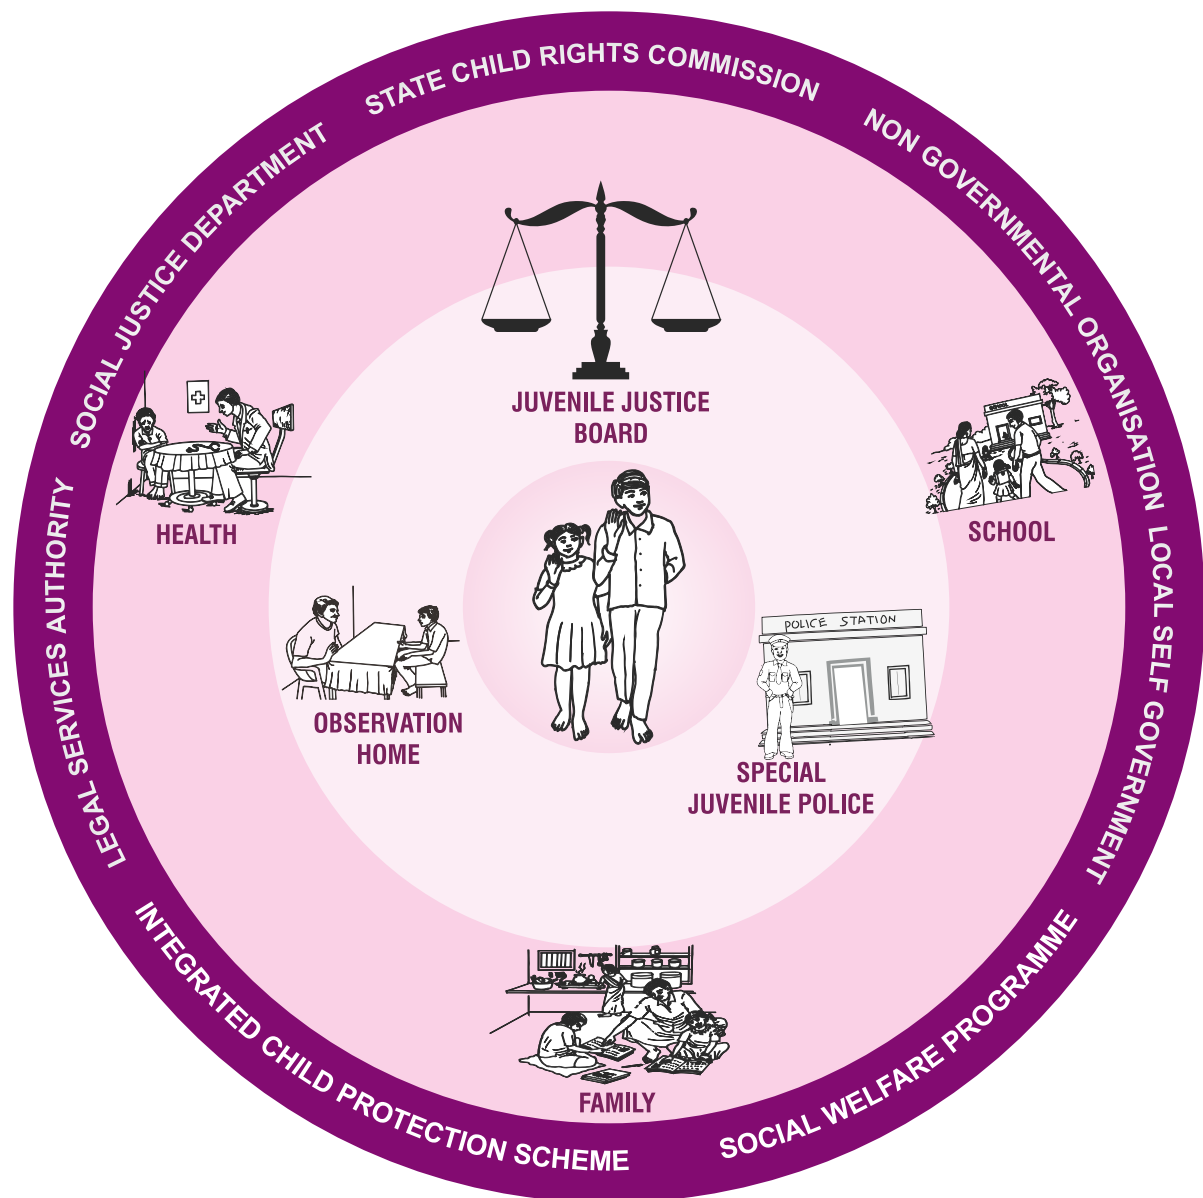 STATE CHILD RIGHTS COMMISSION
NON GOVERNMENTAL ORGANISATION
LOCAL SELF GOVERNMENT
SOCIAL WELFARE PROGRAMME
INTEGRATED CHILD PROTECTION SCHEME
LEGAL SERVICES AUTHORITY
SOCIAL JUSTICE DEPARTMENT
JUVENILE JUSTICE
BOARD
HEALTH
SCHOOL
POLICE STATION
OBSERVATION
HOME
SPECIAL
JUVENILE POLICE
FAMILY